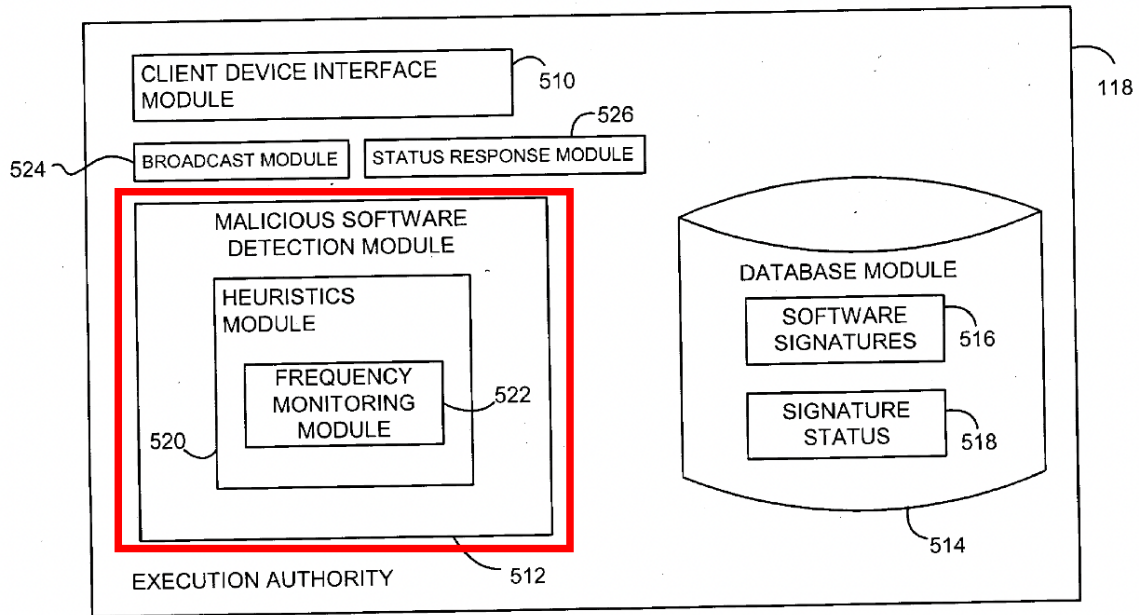 CLIENT DEVICE INTERFACE
MODULE
510
118
526
524
BROADCAST MODULE
STATUS RESPONSE MODULE
MALICIOUS SOFTWARE
DETECTION MODULE
HEURISTICS
MODULE
FREQUENCY
MONITORING
MODULE
522
520
512
DATABASE MODULE
SOFTWARE
SIGNATURES
516
SIGNATURE
STATUS
518
514
EXECUTION AUTHORITY